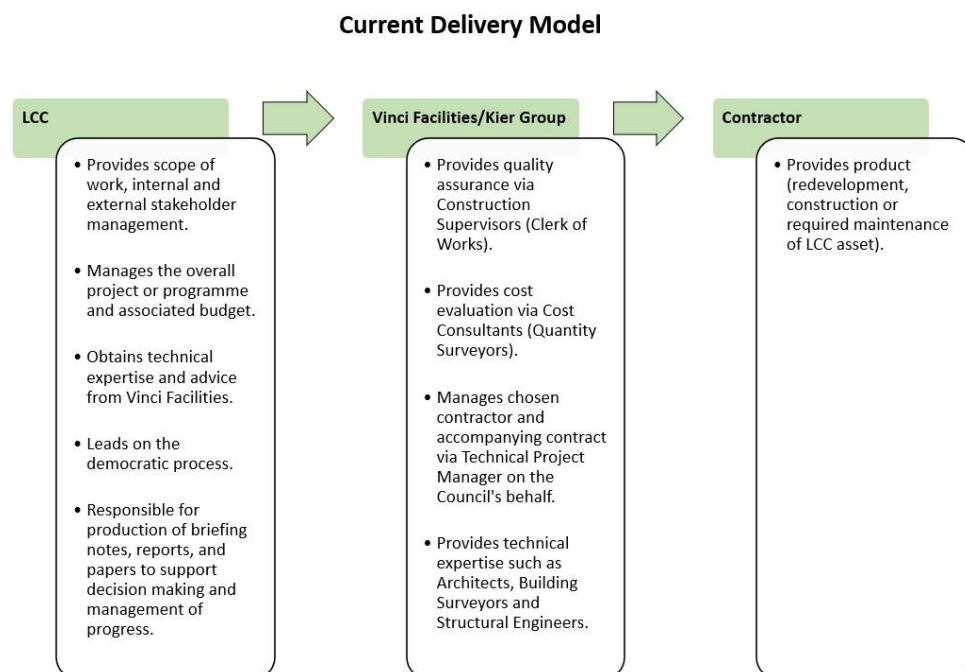 Current Delivery Model
LCC
• Provides scope of
work, internal and
external stakeholder
management.
• Manages the overall
project or programme
and associated budget.
• Obtains technical
expertise and advice
from Vinci Facilities.
• Leads on the
democratic process.
• Responsible for
production of briefing
notes, reports, and
papers to support
decision making and
management of
progress.
Vinci Facilities/Kier Group
• Provides quality
assurance via
Construction
Supervisors (Clerk of
Works).
• Provides cost
evaluation via Cost
Consultants (Quantity
Surveyors).
• Manages chosen
contractor and
accompanying contract
via Technical Project
Manager on the
Council's behalf.
• Provides technical
expertise such as
Architects, Building
Surveyors and
Structural Engineers.
Contractor
• Provides product
(redevelopment,
construction or
required maintenance
of LCC asset).